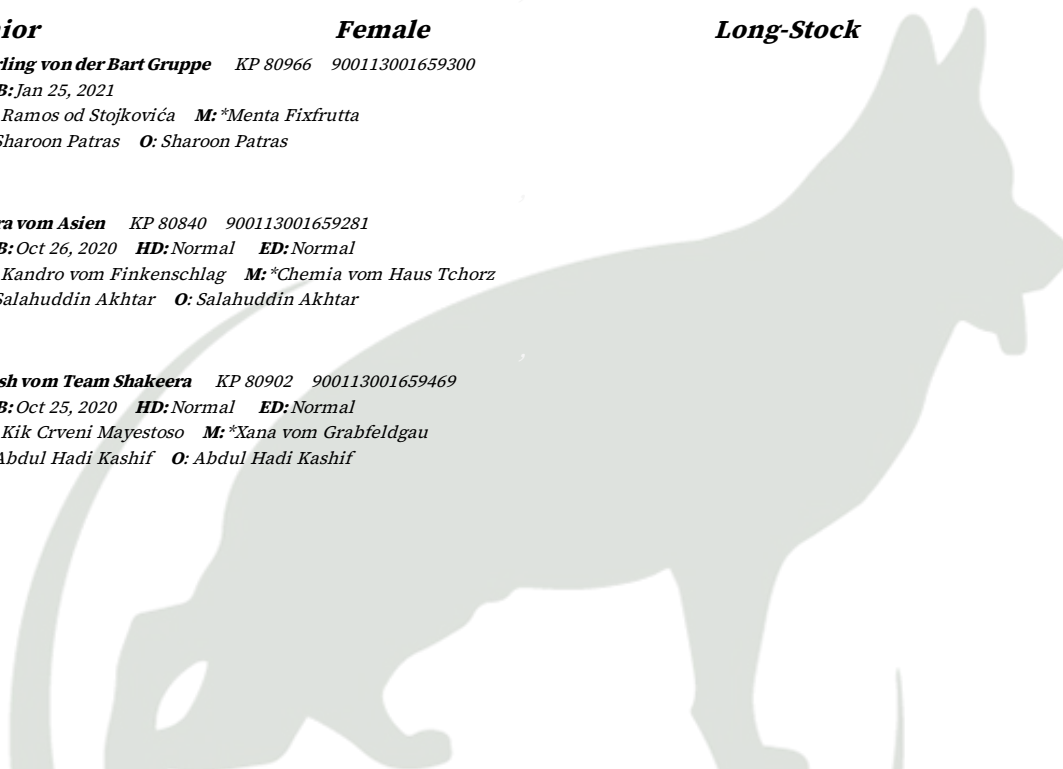 ior Female Long-Stock
rling von der Bart Gruppe KP 80966 900113001659300
B: Jan 25, 2021
Ramos od Stojkovića M: *Menta Fixfrutta
Sharoon Patras O: Sharoon Patras
ra vom Asien KP 80840 900113001659281
B: Oct 26, 2020 HD: Normal ED: Normal
Kandro vom Finkenschlag M: *Chemia vom Haus Tchorz
Salahuddin Akhtar O: Salahuddin Akhtar
sh vom Team Shakeera KP 80902 900113001659469
B: Oct 25, 2020 HD: Normal ED: Normal
Kik Crveni Mayestoso M: *Xana vom Grabfeldgau
Abdul Hadi Kashif O: Abdul Hadi Kashif